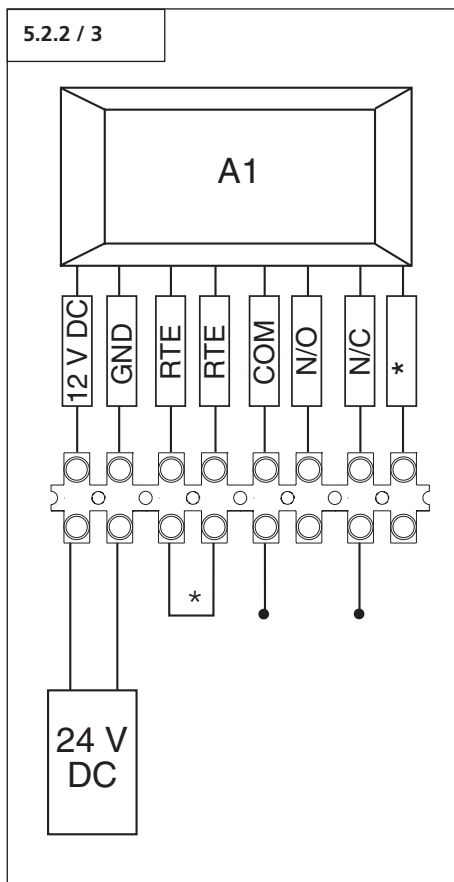 5.2.2 / 3
A1
12 V DC
GND
RTE
RTE
COM
N/O
N/C
*
*
24 V
DC